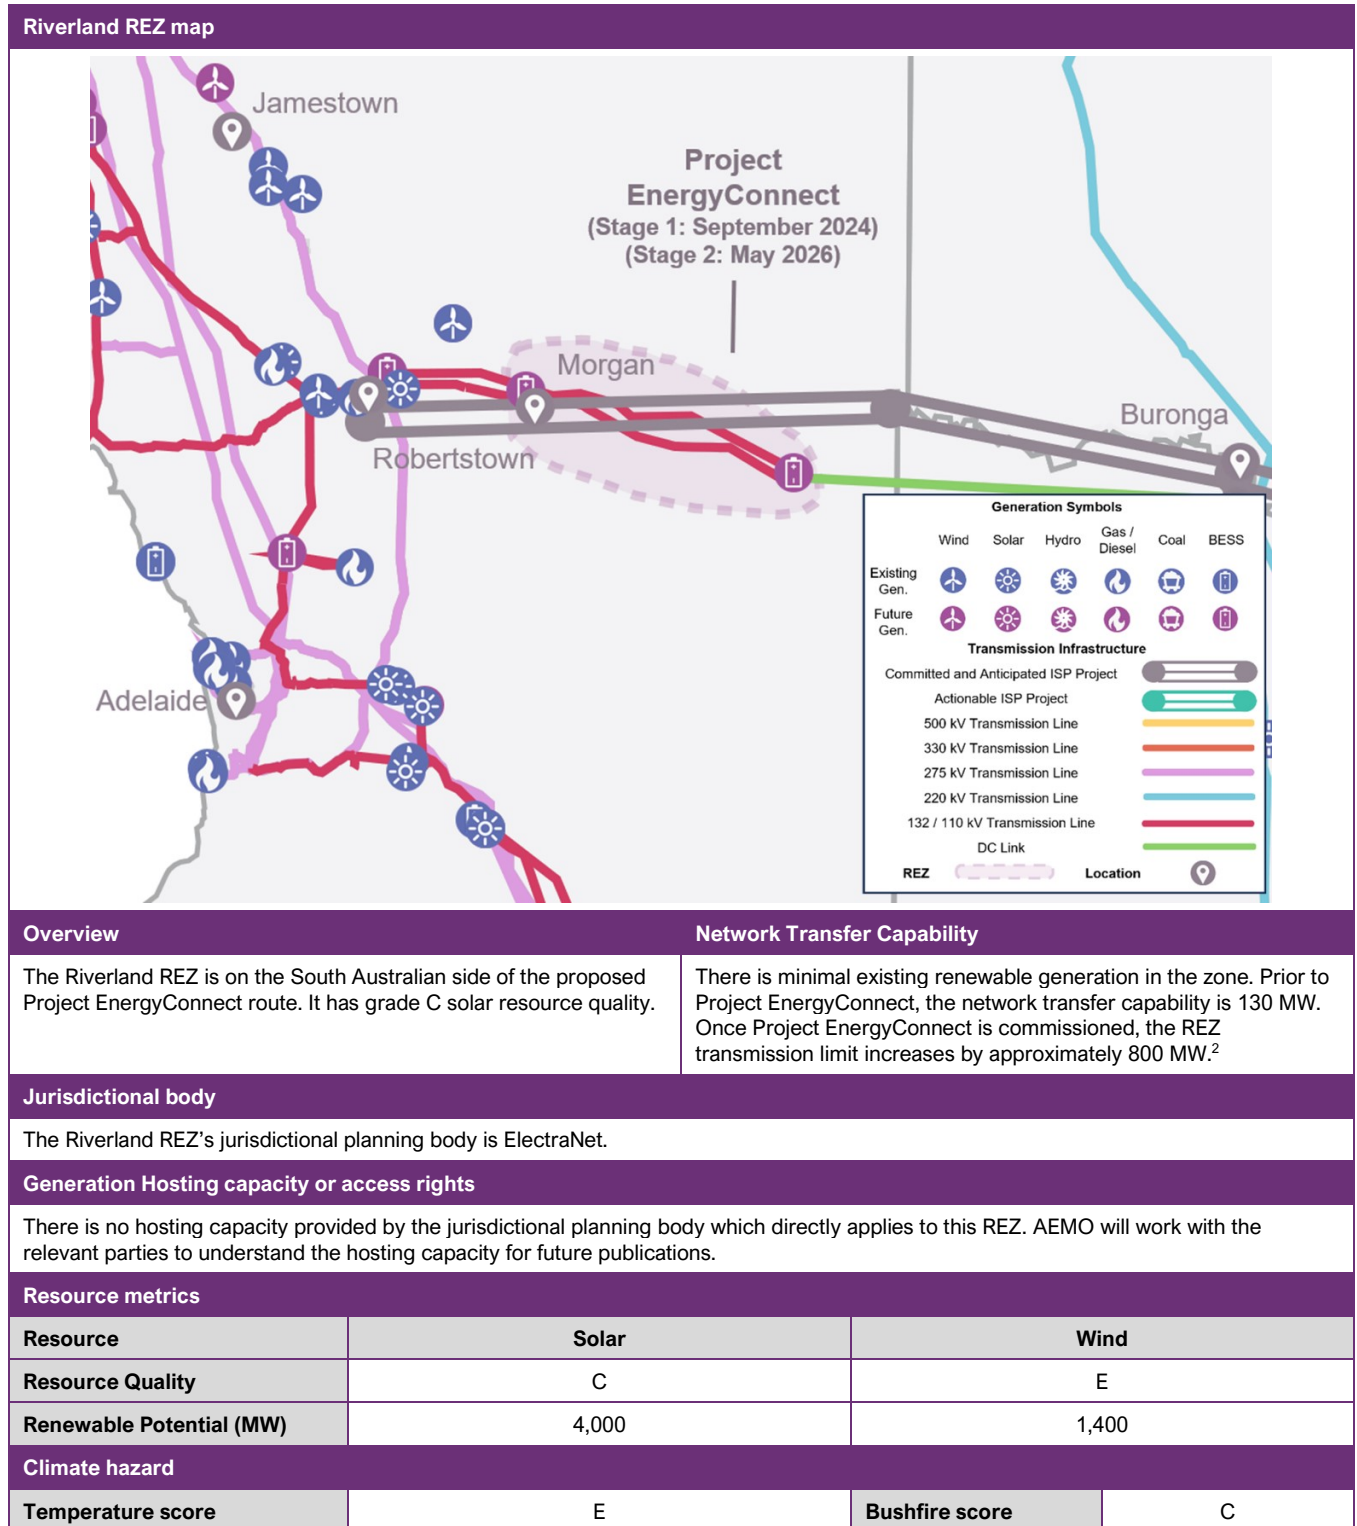 Riverland REZ map
Jamestown
Project
EnergyConnect
(Stage 1: September 2024)
(Stage 2: May 2026)
Morgan
Buronga
Robertstown
Adelaide
Generation Symbols
Wind Solar Hydro Gas / Diesel Coal BESS
Existing Gen.
Future Gen.
Transmission Infrastructure
Committed and Anticipated ISP Project
Actionable ISP Project
500 kV Transmission Line
330 kV Transmission Line
275 kV Transmission Line
220 kV Transmission Line
132 / 110 kV Transmission Line
DC Link
REZ Location
Overview
The Riverland REZ is on the South Australian side of the proposed
Project EnergyConnect route. It has grade C solar resource quality.
Network Transfer Capability
There is minimal existing renewable generation in the zone. Prior to
Project EnergyConnect, the network transfer capability is 130 MW.
Once Project EnergyConnect is commissioned, the REZ
transmission limit increases by approximately 800 MW.²
Jurisdictional body
The Riverland REZ's jurisdictional planning body is ElectraNet.
Generation Hosting capacity or access rights
There is no hosting capacity provided by the jurisdictional planning body which directly applies to this REZ. AEMO will work with the
relevant parties to understand the hosting capacity for future publications.
Resource metrics
Resource Solar Wind
Resource Quality C E
Renewable Potential (MW) 4,000 1,400
Climate hazard
Temperature score E Bushfire score C